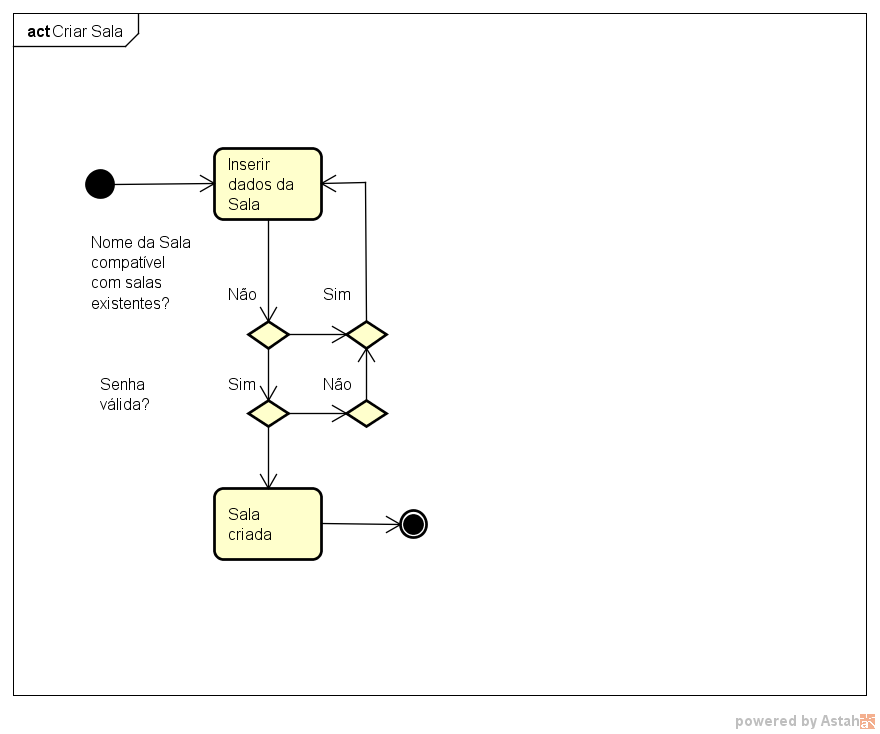 act Criar Sala
Inserir
dados da
Sala
Nome da Sala
compatível
com salas
existentes?
Não
Sim
Senha
válida?
Sim
Não
Sala
criada
powered by Astah